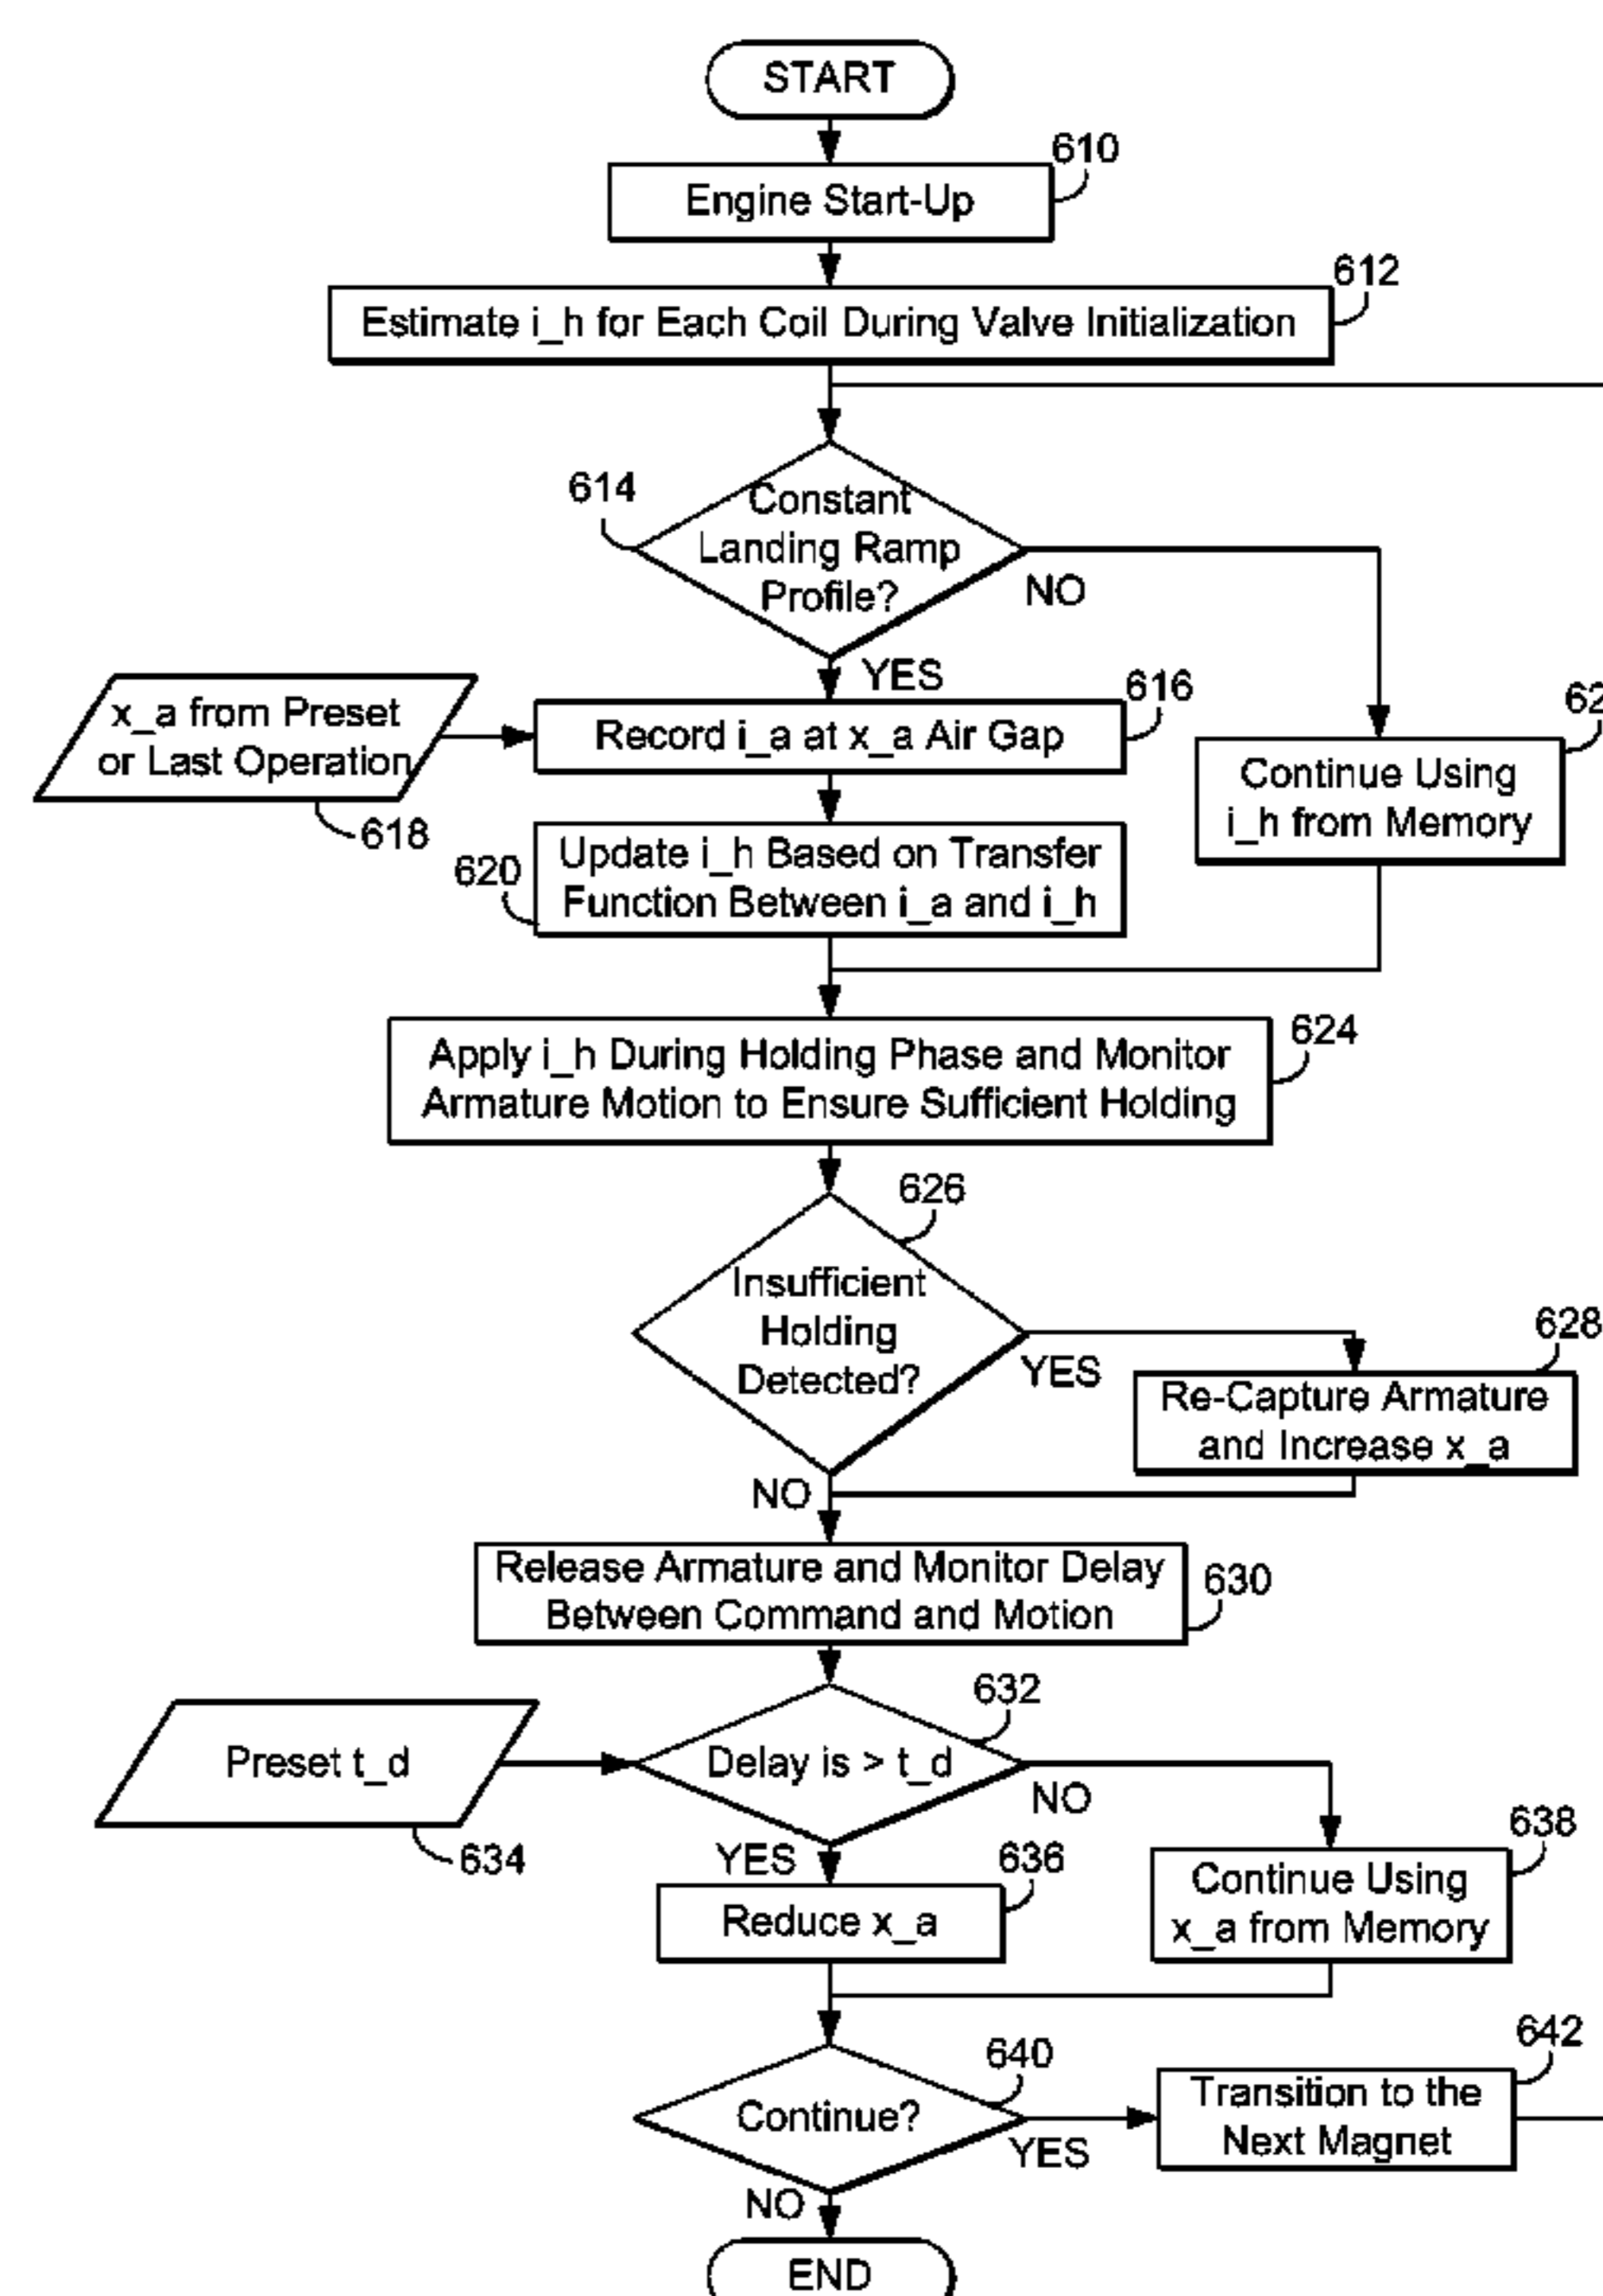 START
610
Engine Start-Up
612
Estimate i_h for Each Coil During Valve Initialization
614
Constant
Landing Ramp
Profile?
NO
YES
x_a from Preset
or Last Operation
618
616
Record i_a at x_a Air Gap
Continue Using
i_h from Memory
620
Update i_h Based on Transfer
Function Between i_a and i_h
624
Apply i_h During Holding Phase and Monitor
Armature Motion to Ensure Sufficient Holding
626
Insufficient
Holding
Detected?
YES
628
Re-Capture Armature
and Increase x_a
NO
Release Armature and Monitor Delay
Between Command and Motion
630
632
Preset t_d
634
Delay is > t_d
NO
YES
636
Reduce x_a
638
Continue Using
x_a from Memory
640
Continue?
YES
642
Transition to the
Next Magnet
NO
END